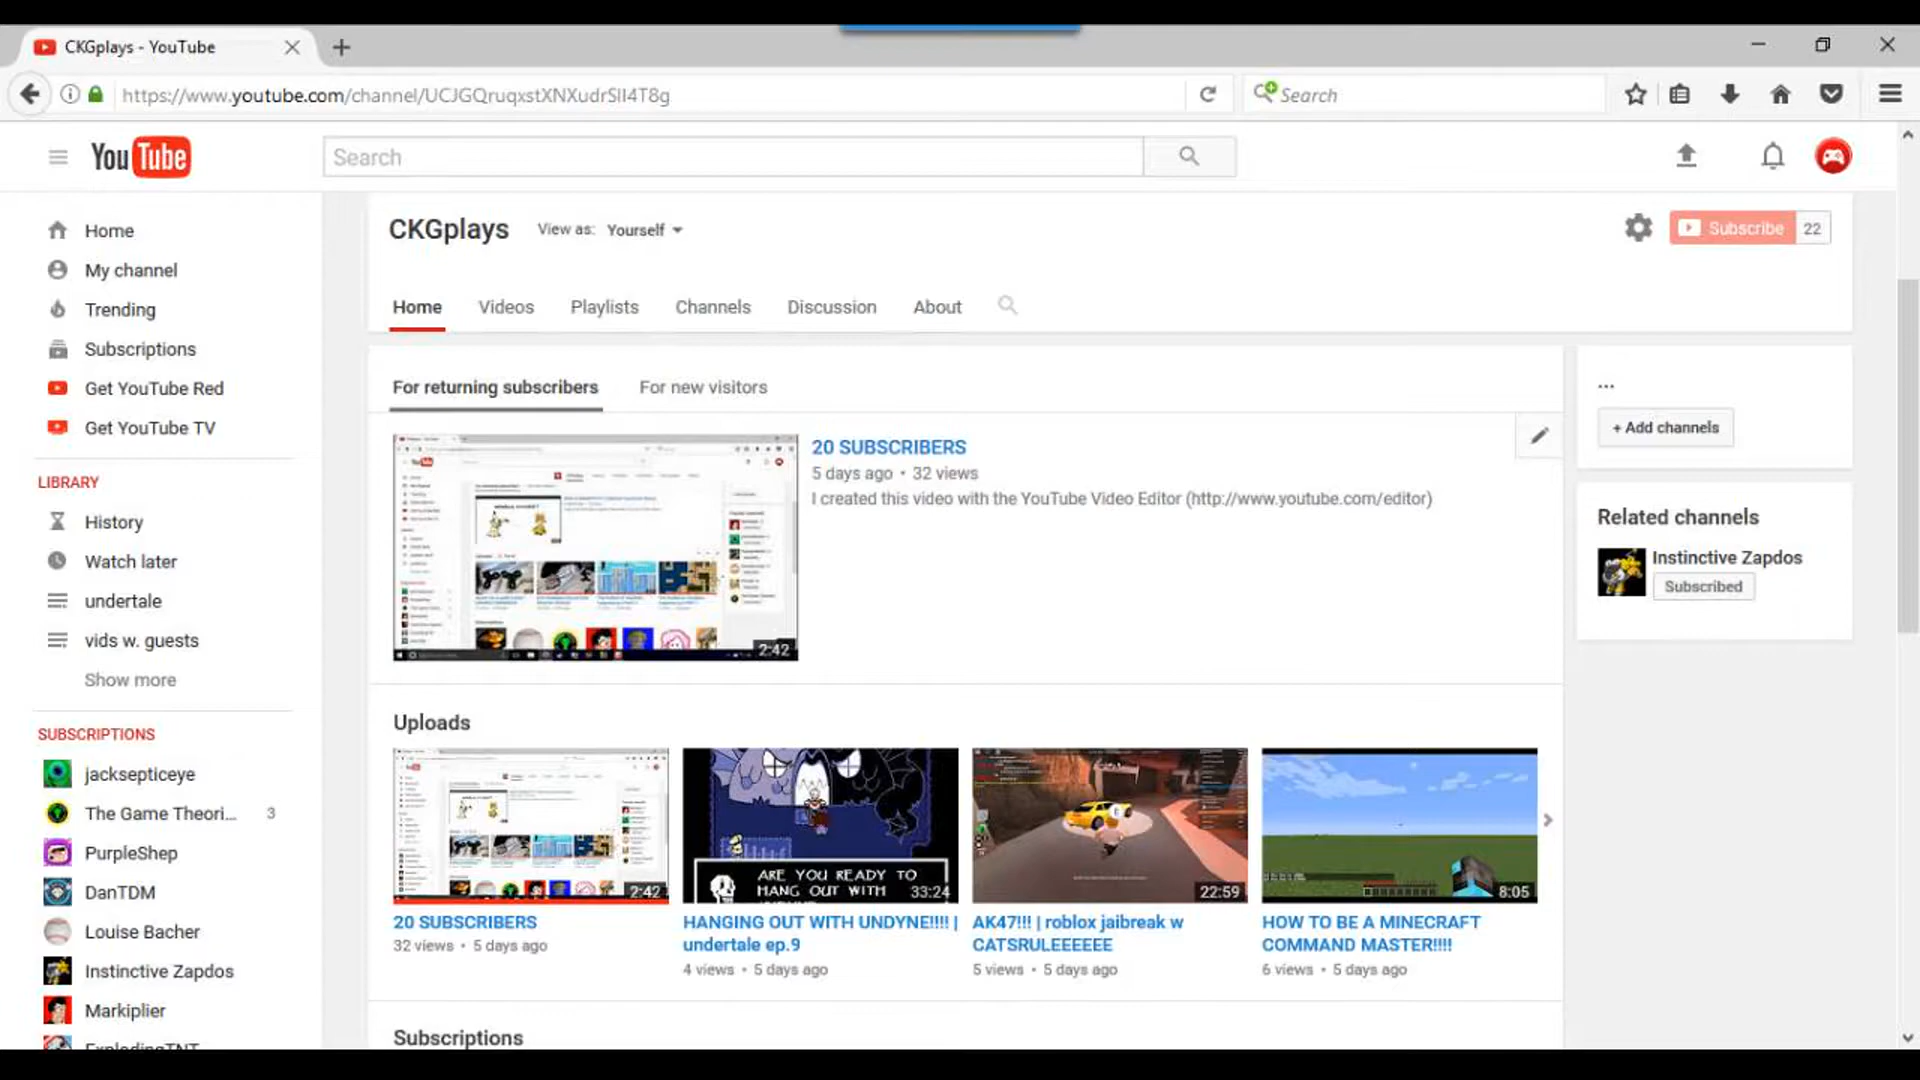 CKGplays - YouTube
https://www.youtube.com/channel/UCJGQruqxstXNXudrSlI4T8g
Search
YouTube
Search
CKGplays
View as: Yourself
Subscribe 22
Home
My channel
Trending
Subscriptions
Get YouTube Red
Get YouTube TV
LIBRARY
History
Watch later
undertale
vids w. guests
Show more
SUBSCRIPTIONS
jacksepticeye
The Game Theori... 3
PurpleShep
DanTDM
Louise Bacher
Instinctive Zapdos
Markiplier
ExplodingTNT
Home Videos Playlists Channels Discussion About
For returning subscribers For new visitors
20 SUBSCRIBERS
5 days ago • 32 views
I created this video with the YouTube Video Editor (http://www.youtube.com/editor)
2:42
Uploads
2:42
20 SUBSCRIBERS
32 views • 5 days ago
ARE YOU READY TO
HANG OUT WITH
33:24
HANGING OUT WITH UNDYNE!!!! |
undertale ep.9
4 views • 5 days ago
22:59
AK47!!! | roblox jailbreak w
CATSRULEEEEEE
5 views • 5 days ago
8:05
HOW TO BE A MINECRAFT
COMMAND MASTER!!!!
6 views • 5 days ago
Subscriptions
...
+ Add channels
Related channels
Instinctive Zapdos
Subscribed